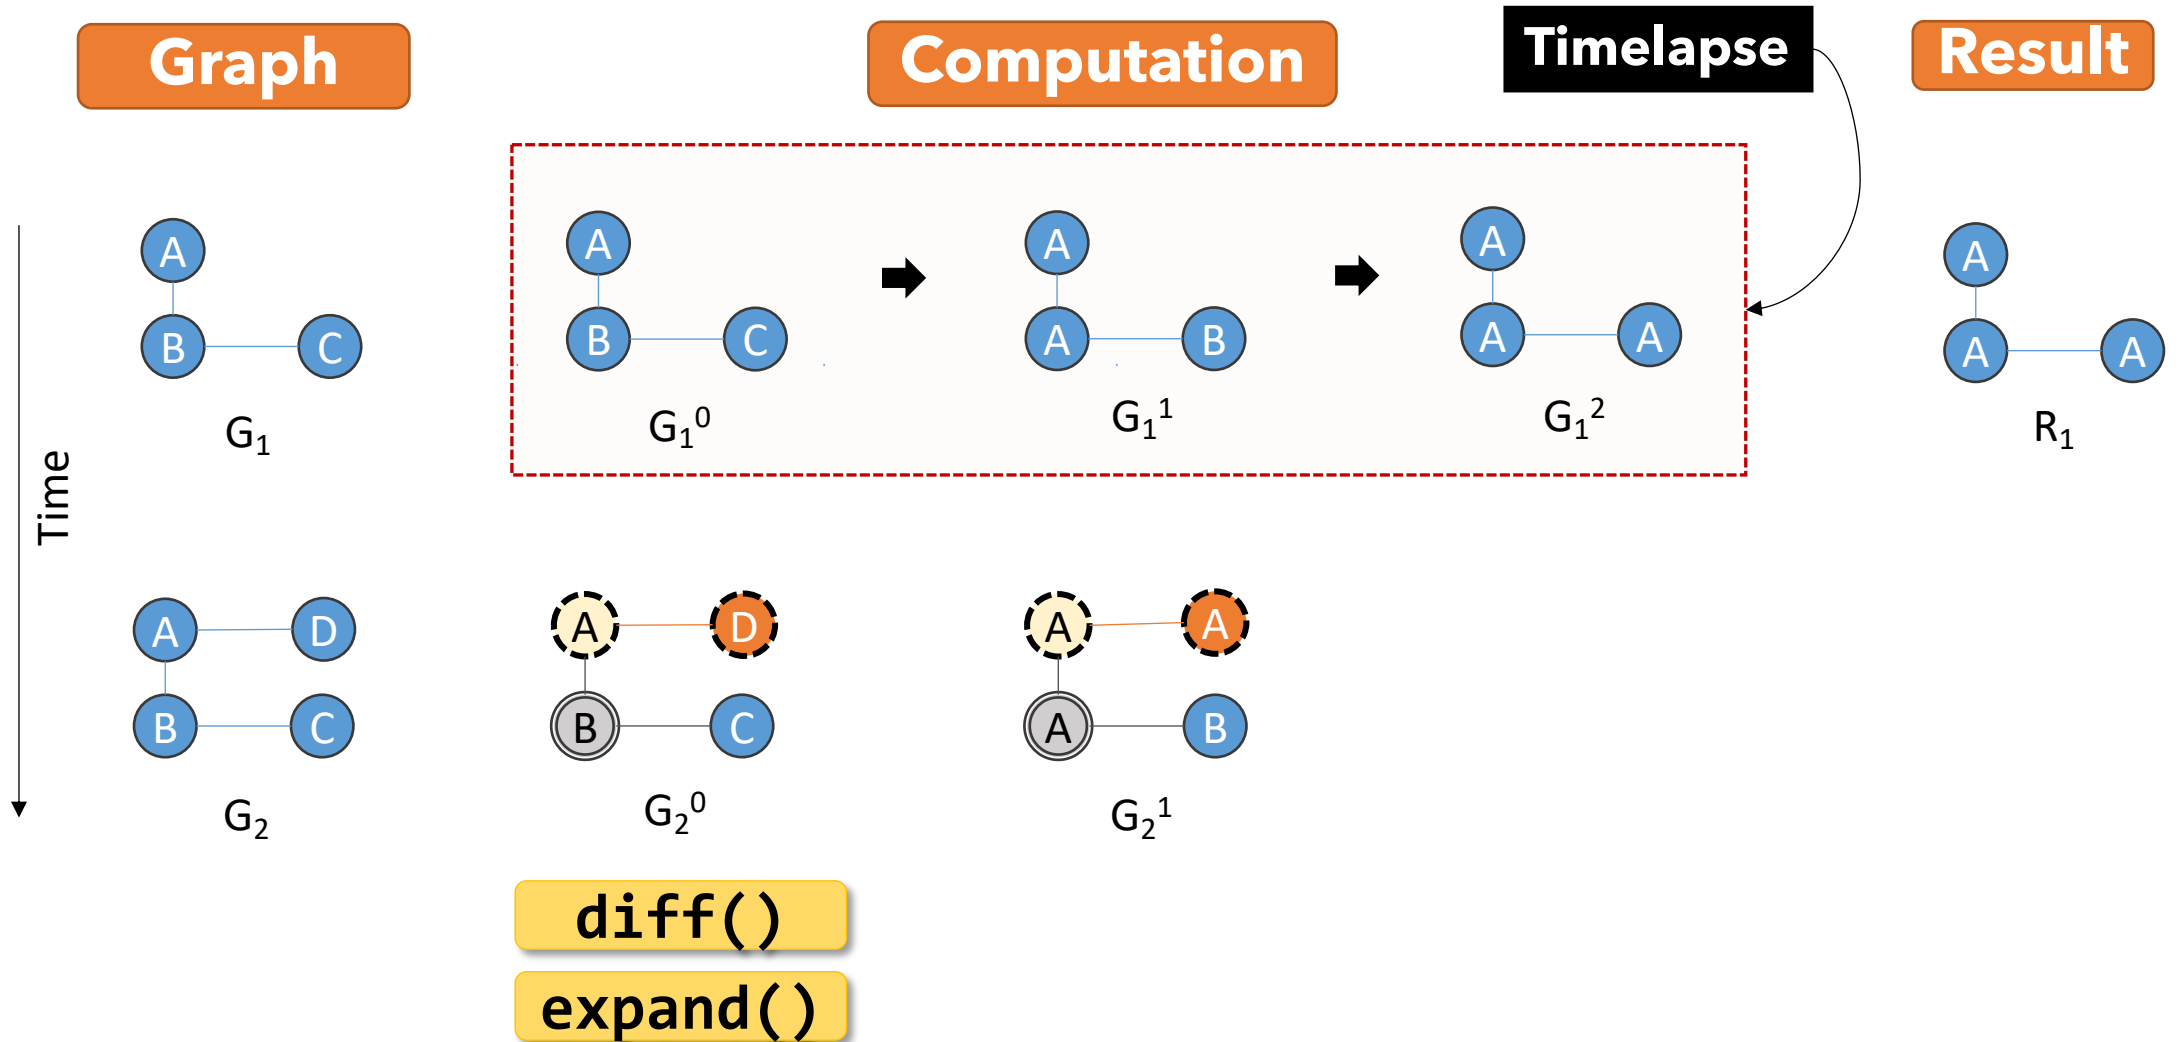 Graph
Computation
Timelapse
Result
Time
A
B C
G₁
A
B C
G₁⁰
A
A B
G₁¹
A
A A
G₁²
A
A A
R₁
A D
B C
G₂
A D
B C
G₂⁰
A A
A B
G₂¹
diff()
expand()